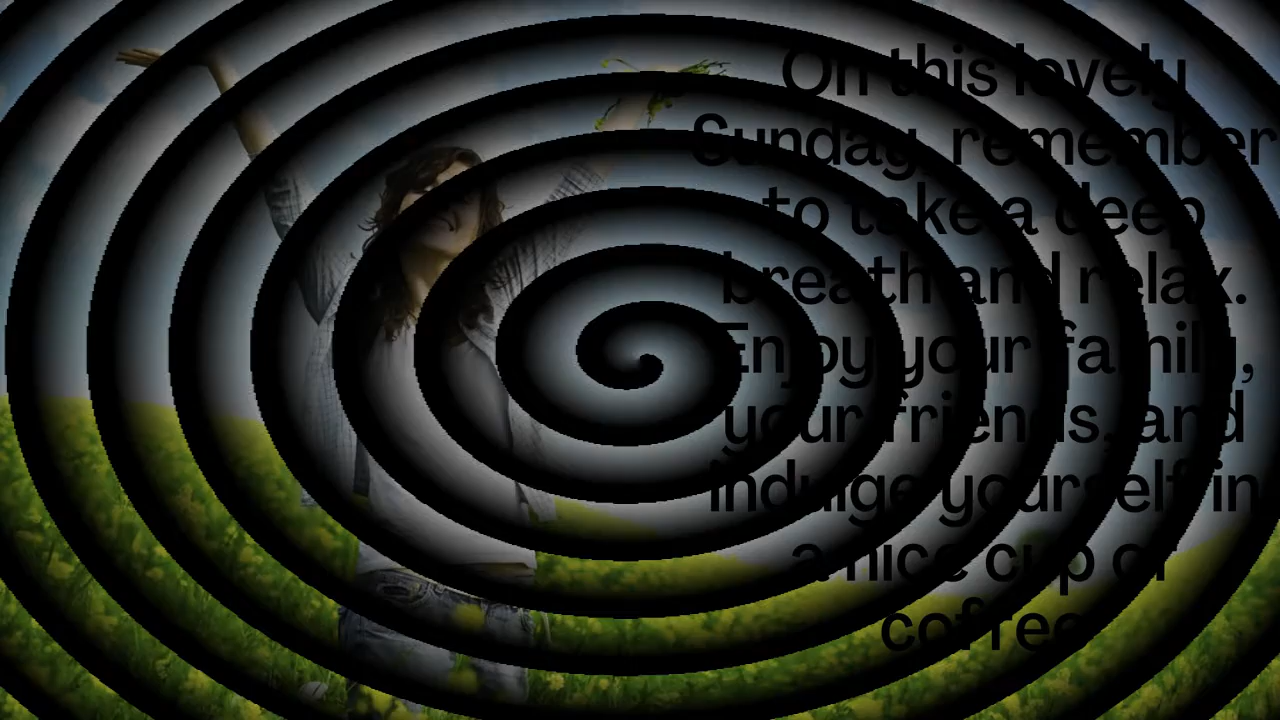 On this lovely
Sunday, remember
to take a deep
breath and relax.
Enjoy your family,
your friends, and
indulge yourself in
a nice cup of
coffee